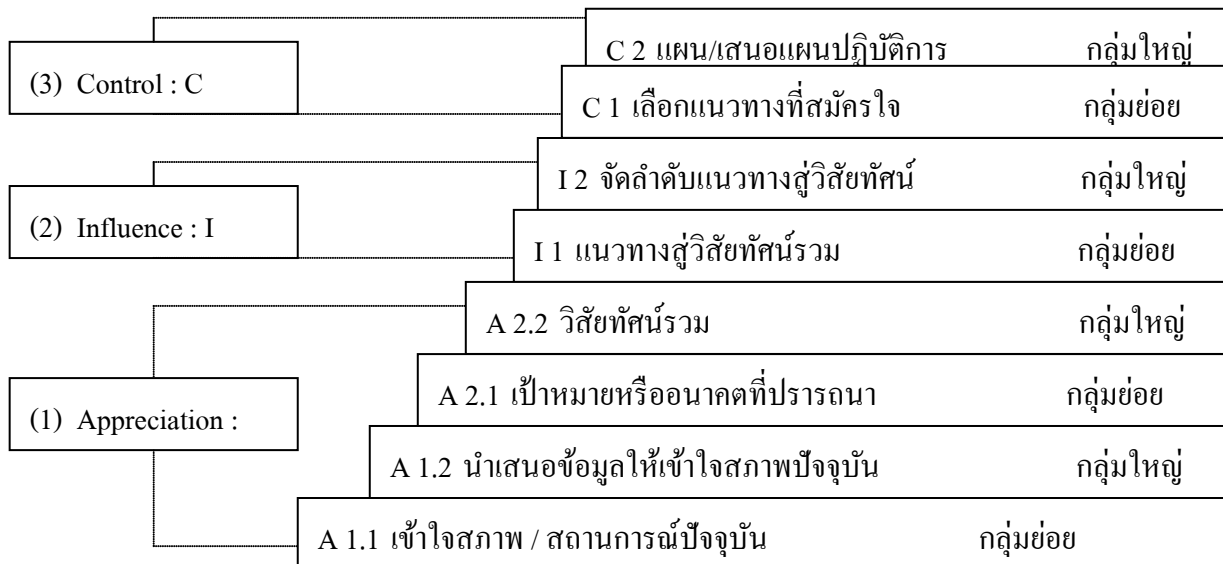 C 2 แผน/เสนอแผนปฏิบัติการ กลุ่มใหญ่
(3) Control : C
C 1 เลือกแนวทางที่สมัครใจ กลุ่มย่อย
I 2 จัดลำดับแนวทางสู่วิสัยทัศน์ กลุ่มใหญ่
(2) Influence : I
I 1 แนวทางสู่วิสัยทัศน์รวม กลุ่มย่อย
A 2.2 วิสัยทัศน์รวม กลุ่มใหญ่
A 2.1 เป้าหมายหรืออนาคตที่ปรารถนา กลุ่มย่อย
(1) Appreciation :
A 1.2 นำเสนอข้อมูลให้เข้าใจสภาพปัจจุบัน กลุ่มใหญ่
A 1.1 เข้าใจสภาพ / สถานการณ์ปัจจุบัน กลุ่มย่อย